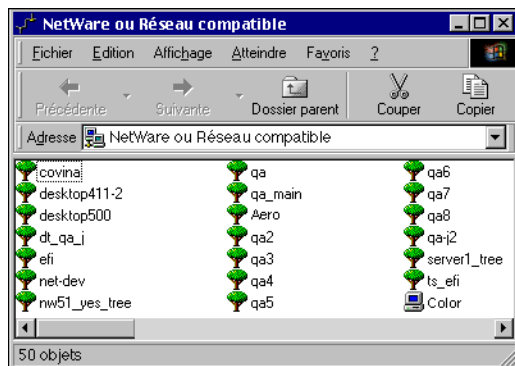 NetWare ou Réseau compatible
Fichier Edition Affichage Atteindre Favoris ?
Précédente Suivante Dossier parent Couper Copier
Adresse NetWare ou Réseau compatible
covina qa qa6
desktop411-2 qa_main qa7
desktop500 Aero qa8
dt_qa_j qa2 qa-j2
efi qa3 server1_tree
net-dev qa4 ts_efi
nw51_yes_tree qa5 Color
50 objets